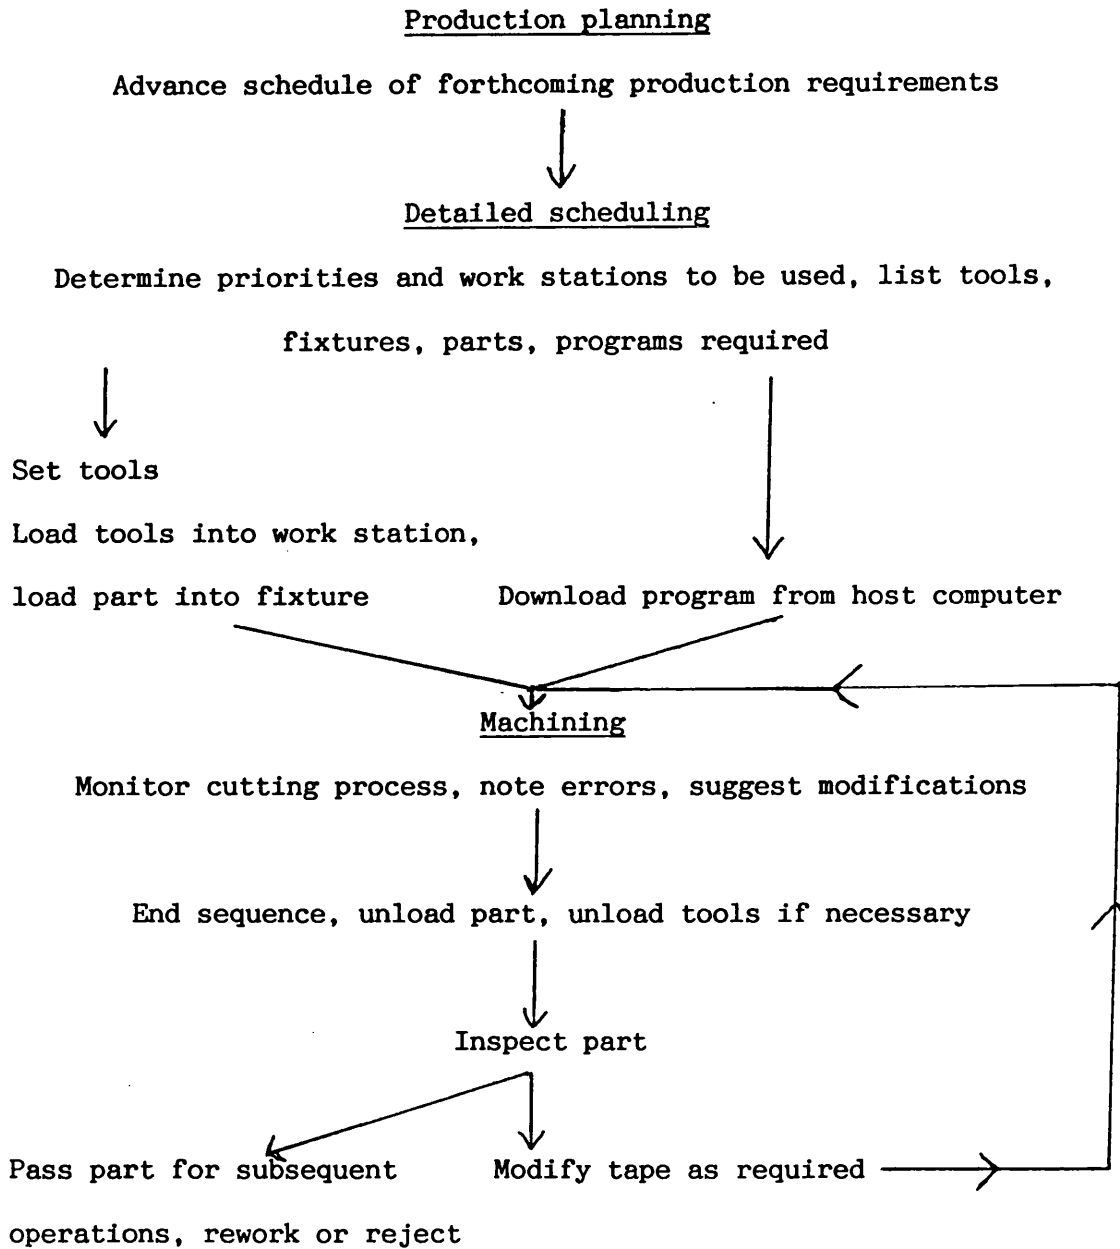 Production planning
Advance schedule of forthcoming production requirements
Detailed scheduling
Determine priorities and work stations to be used, list tools,
fixtures, parts, programs required
Set tools
Load tools into work station,
load part into fixture
Download program from host computer
Machining
Monitor cutting process, note errors, suggest modifications
End sequence, unload part, unload tools if necessary
Inspect part
Pass part for subsequent
operations, rework or reject
Modify tape as required